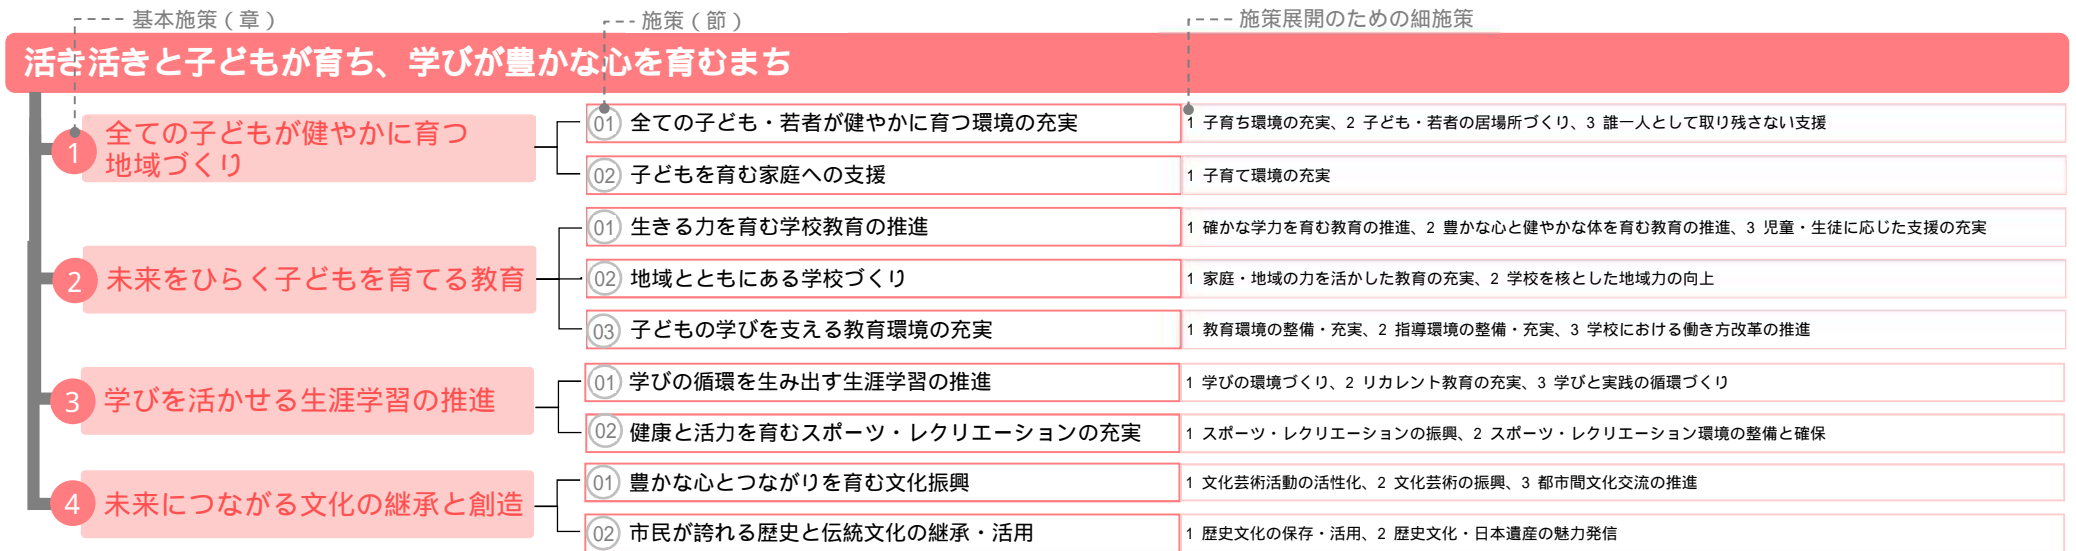 基本施策（章）
施策（節）
施策展開のための細施策
活き活きと子どもが育ち、学びが豊かな心を育むまち
1
全ての子どもが健やかに育つ
地域づくり
01 全ての子ども・若者が健やかに育つ環境の充実
1 子育ち環境の充実、2 子ども・若者の居場所づくり、3 誰一人として取り残さない支援
02 子どもを育む家庭への支援
1 子育て環境の充実
2 未来をひらく子どもを育てる教育
01 生きる力を育む学校教育の推進
1 確かな学力を育む教育の推進、2 豊かな心と健やかな体を育む教育の推進、3 児童・生徒に応じた支援の充実
02 地域とともにある学校づくり
1 家庭・地域の力を活かした教育の充実、2 学校を核とした地域力の向上
03 子どもの学びを支える教育環境の充実
1 教育環境の整備・充実、2 指導環境の整備・充実、3 学校における働き方改革の推進
3 学びを活かせる生涯学習の推進
01 学びの循環を生み出す生涯学習の推進
1 学びの環境づくり、2 リカレント教育の充実、3 学びと実践の循環づくり
02 健康と活力を育むスポーツ・レクリエーションの充実
1 スポーツ・レクリエーションの振興、2 スポーツ・レクリエーション環境の整備と確保
4 未来につながる文化の継承と創造
01 豊かな心とつながりを育む文化振興
1 文化芸術活動の活性化、2 文化芸術の振興、3 都市間文化交流の推進
02 市民が誇れる歴史と伝統文化の継承・活用
1 歴史文化の保存・活用、2 歴史文化・日本遺産の魅力発信